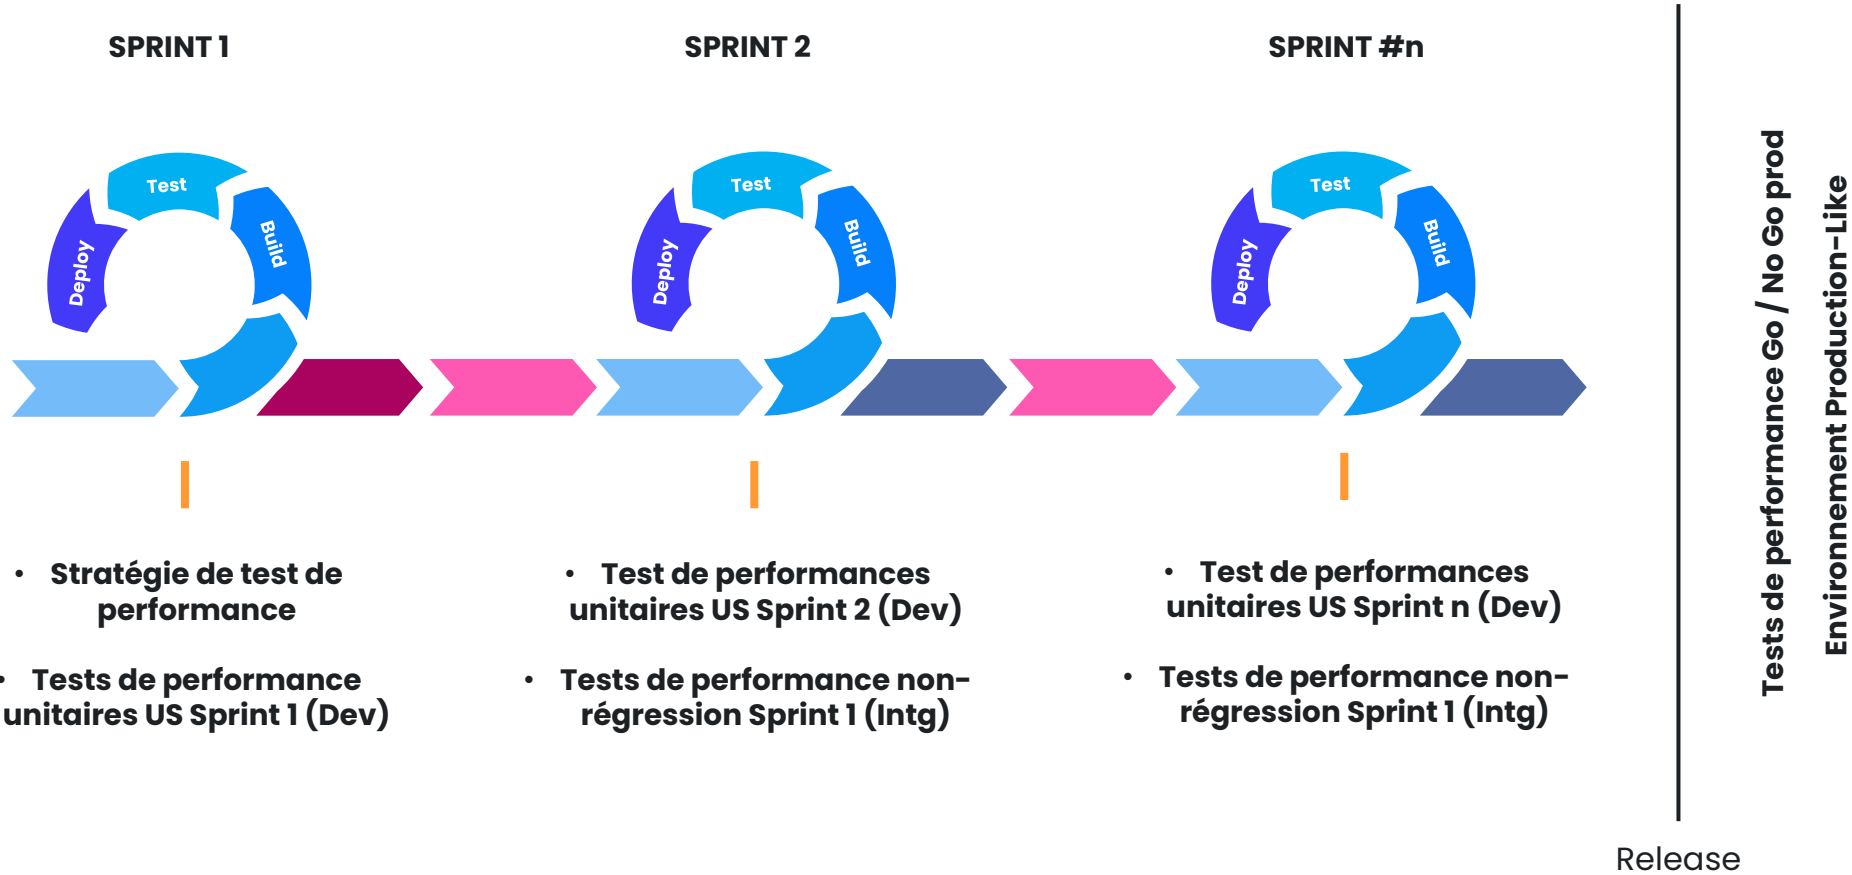 SPRINT 1
Test
Build
Deploy
• Stratégie de test de
performance
• Tests de performance
unitaires US Sprint 1 (Dev)
SPRINT 2
Test
Build
Deploy
• Test de performances
unitaires US Sprint 2 (Dev)
• Tests de performance non-
régression Sprint 1 (Intg)
SPRINT #n
Test
Build
Deploy
• Test de performances
unitaires US Sprint n (Dev)
• Tests de performance non-
régression Sprint 1 (Intg)
Tests de performance Go / No Go prod
Environnement Production-Like
Release